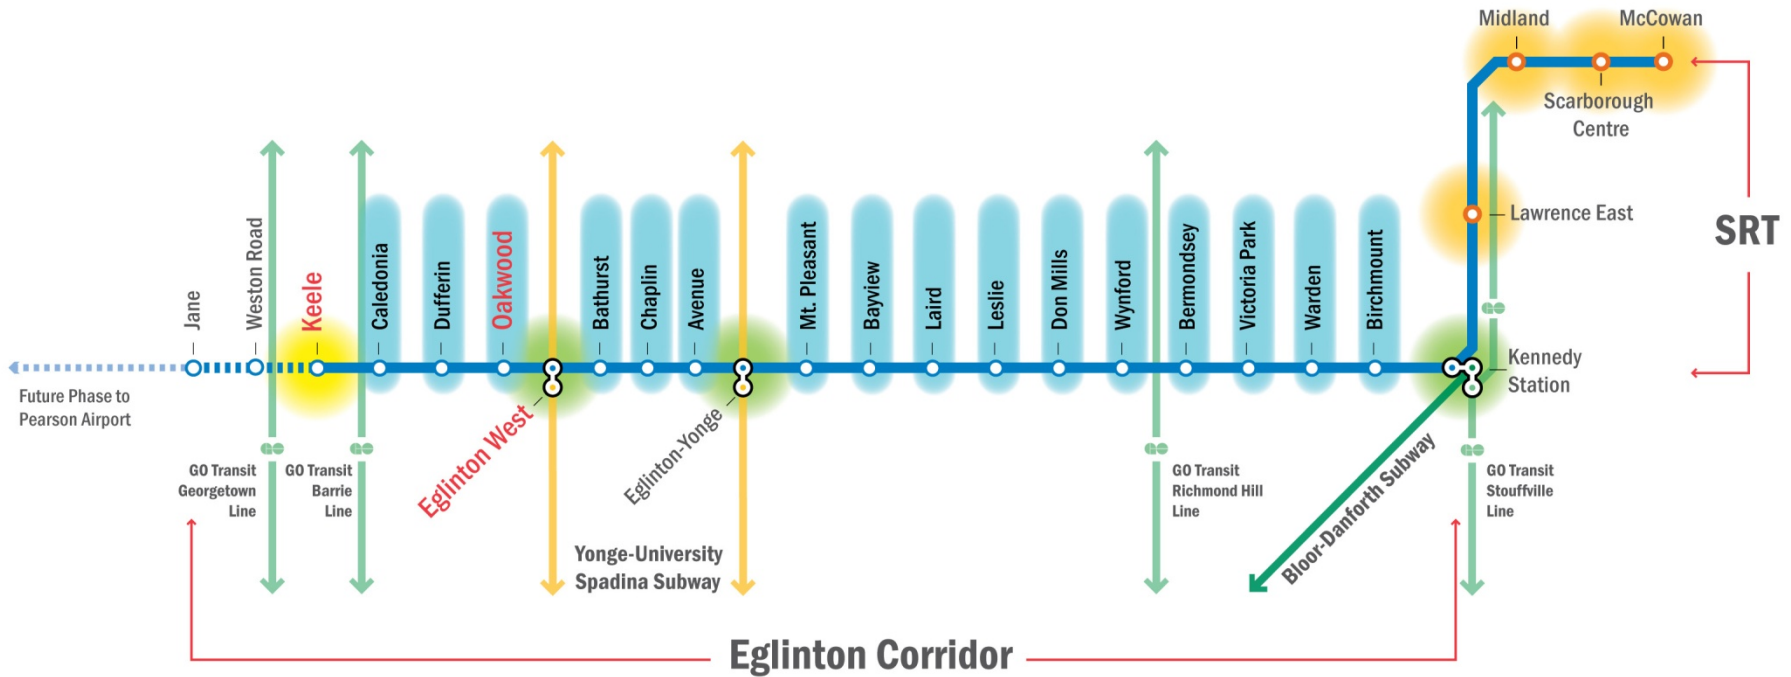 Midland
McCowan
Scarborough
Centre
Lawrence East
SRT
Jane
Weston Road
Keele
Caledonia
Dufferin
Oakwood
Bathurst
Chaplin
Avenue
Mt. Pleasant
Bayview
Laird
Leslie
Don Mills
Wynford
Bermondsey
Victoria Park
Warden
Birchmount
Kennedy
Station
Future Phase to
Pearson Airport
Eglinton West
Eglinton-Yonge
GO Transit
Georgetown
Line
GO Transit
Barrie
Line
Yonge-University
Spadina Subway
GO Transit
Richmond Hill
Line
Bloor-Danforth Subway
GO Transit
Stouffville
Line
Eglinton Corridor